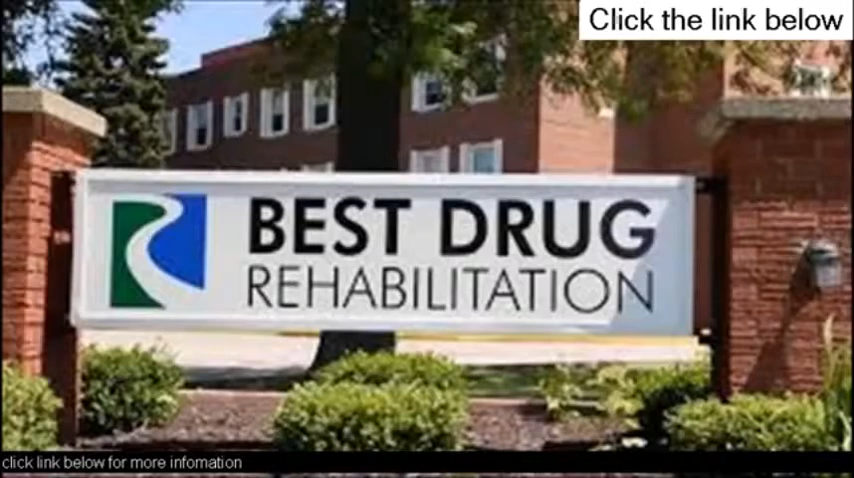 Click the link below
BEST DRUG
REHABILITATION
click link below for more infomation